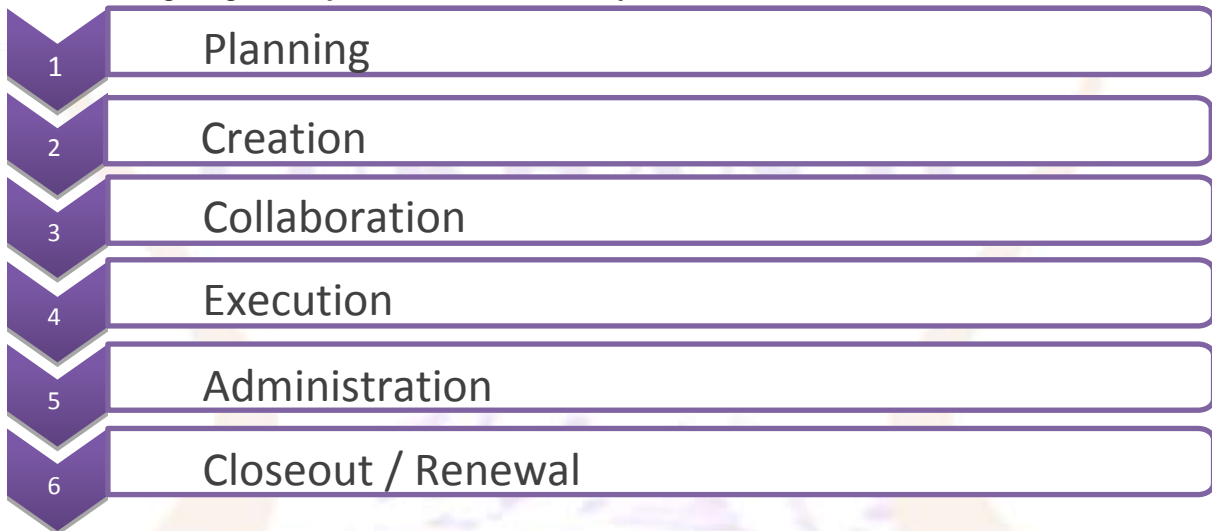 1 Planning
2 Creation
3 Collaboration
4 Execution
5 Administration
6 Closeout / Renewal